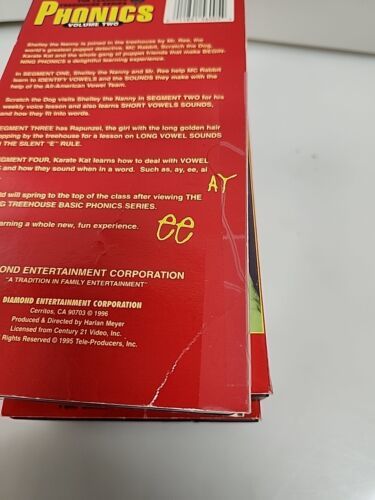 PHONICS
VOLUME TWO
Shelley the Nanny is joined in the treehouse by Mr. Ree, the
world's greatest puppet detective, MC Rabbit, Scratch the Dog,
Karate Kat and the whole gang of puppet friends that make BEGIN-
NING PHONICS a delightful learning experience.
In SEGMENT ONE, Shelley the Nanny and Mr. Ree help MC Rabbit
learn to IDENTIFY VOWELS and the SOUNDS they make with the
help of the All-American Vowel Team.
Scratch the Dog visits Shelley the Nanny in SEGMENT TWO for his
weekly voice lesson and also learns SHORT VOWELS SOUNDS,
and how they fit into words.
SEGMENT THREE has Rapunzel, the girl with the long golden hair
opping by the treehouse for a lesson on LONG VOWEL SOUNDS
THE SILENT "E" RULE.
GMENT FOUR, Karate Kat learns how to deal with VOWEL
S and how they sound when in a word. Such as, ay, ee, ai
AY
ld will spring to the top of the class after viewing THE
G TREEHOUSE BASIC PHONICS SERIES.
earning a whole new, fun experience.
ee
OND ENTERTAINMENT CORPORATION
"A TRADITION IN FAMILY ENTERTAINMENT"
DIAMOND ENTERTAINMENT CORPORATION
Cerritos, CA 90703 © 1996
Produced & Directed by Harlan Meyer
Licensed from Century 21 Video, Inc.
Rights Reserved © 1995 Tele-Producers, Inc.